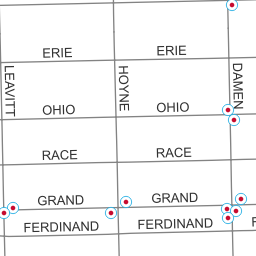 ERIE ERIE
LEAVITT HOYNE DAMEN
OHIO OHIO
RACE RACE
GRAND GRAND
FERDINAND FERDINAND F